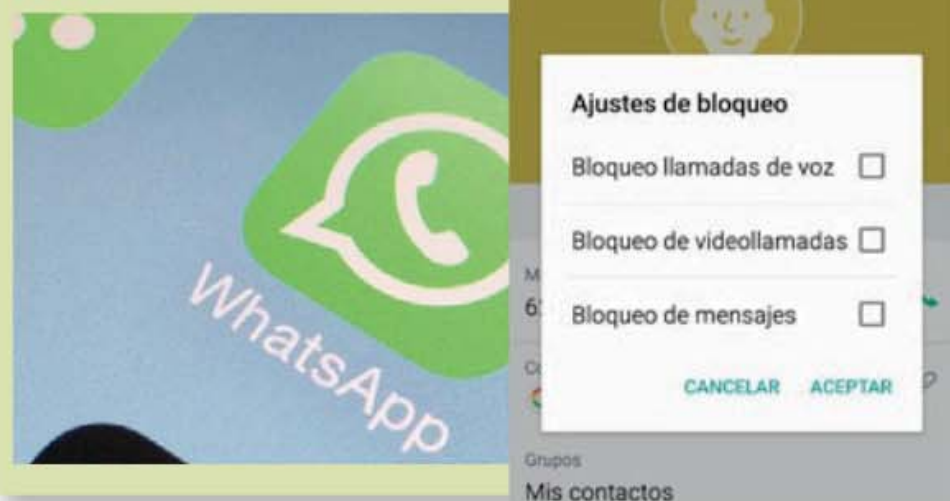 WhatsApp
Ajustes de bloqueo
Bloqueo llamadas de voz
Bloqueo de videollamadas
Bloqueo de mensajes
CANCELAR ACEPTAR
Grupos
Mis contactos